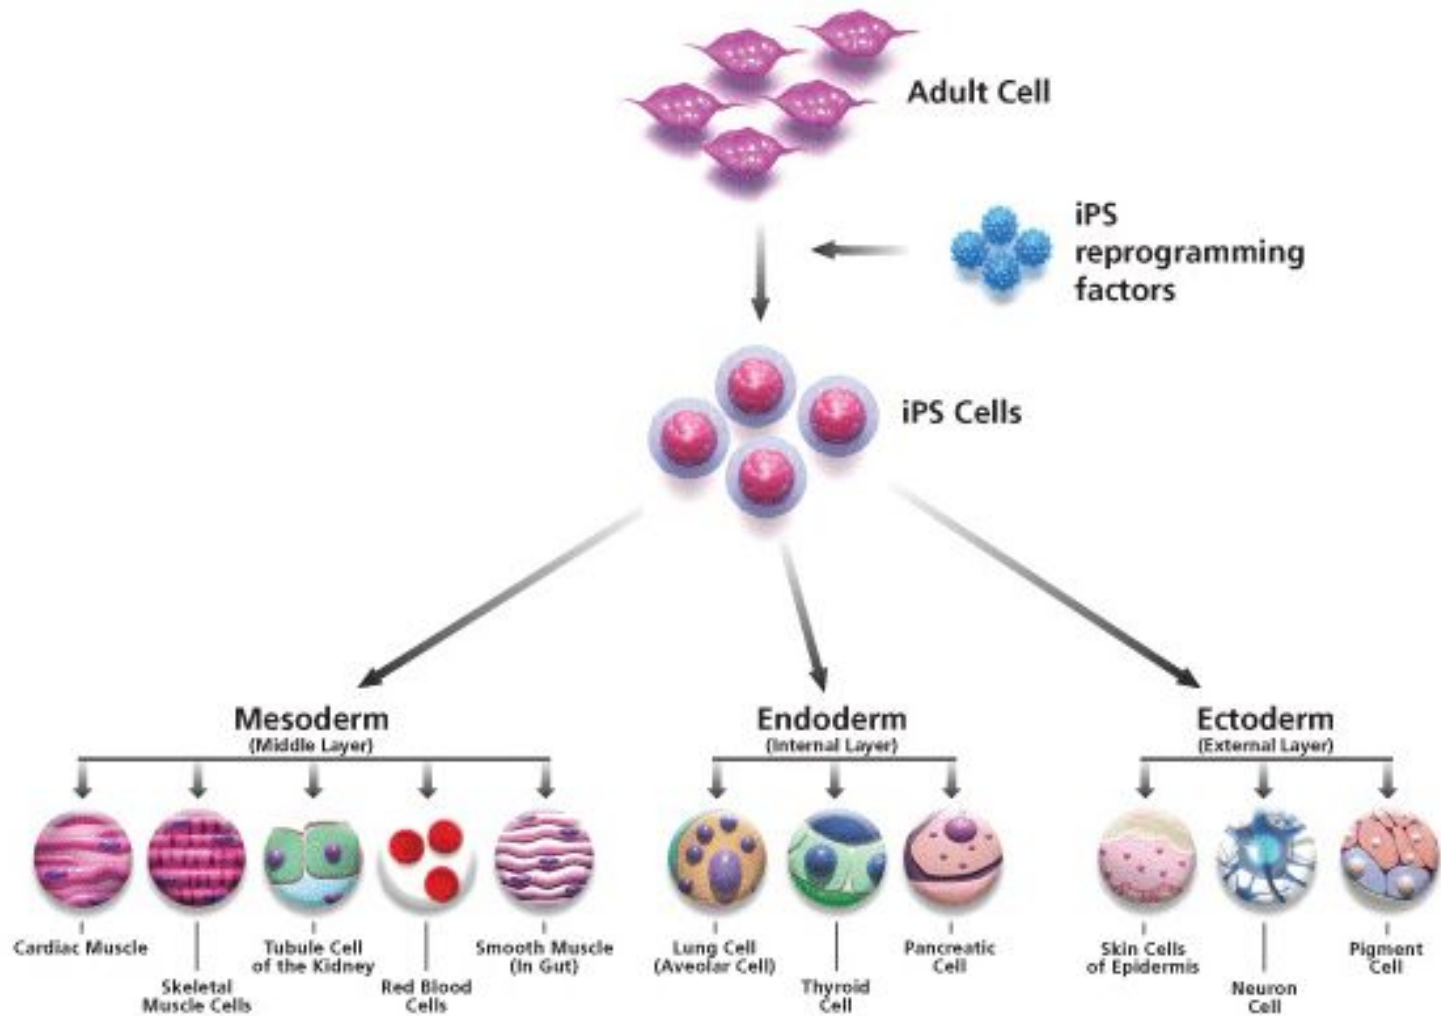 Adult Cell
iPS
reprogramming
factors
iPS Cells
Mesoderm
(Middle Layer)
Cardiac Muscle
Skeletal
Muscle Cells
Tubule Cell
of the Kidney
Red Blood
Cells
Smooth Muscle
(In Gut)
Endoderm
(Internal Layer)
Lung Cell
(Aveolar Cell)
Thyroid
Cell
Pancreatic
Cell
Ectoderm
(External Layer)
Skin Cells
of Epidermis
Neuron
Cell
Pigment
Cell